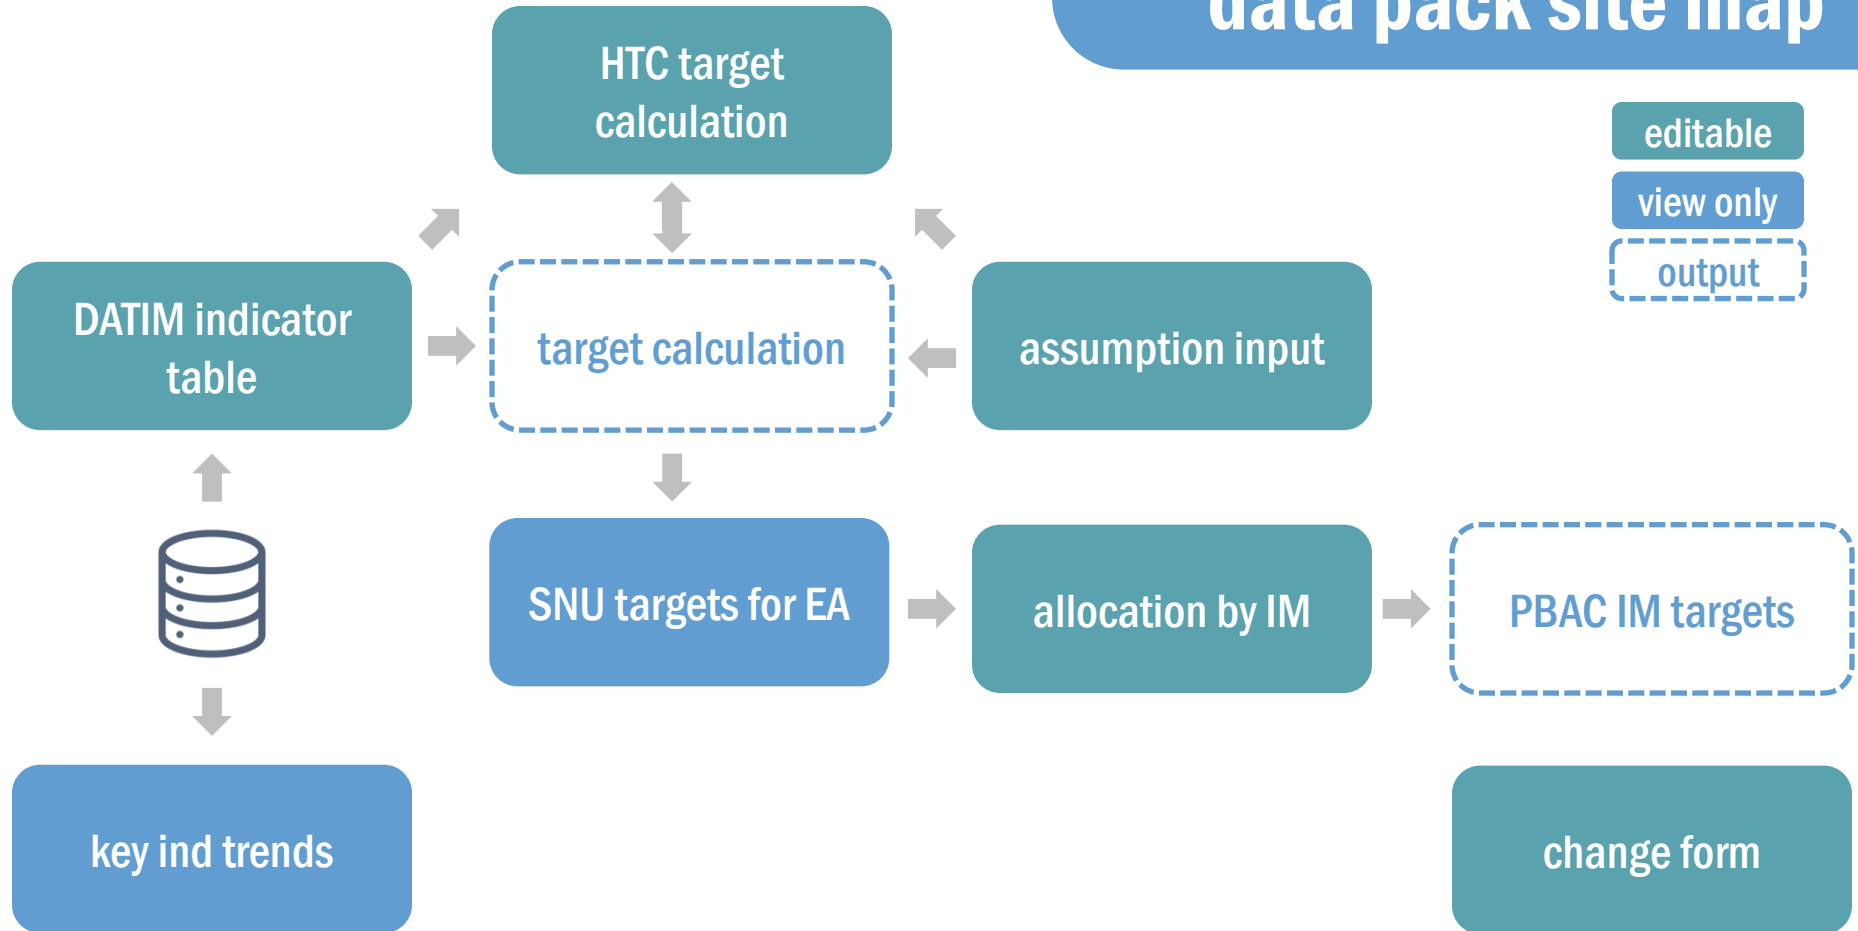 data pack site map
HTC target
calculation
editable
view only
output
DATIM indicator
table
target calculation
assumption input
SNU targets for EA
allocation by IM
PBAC IM targets
key ind trends
change form